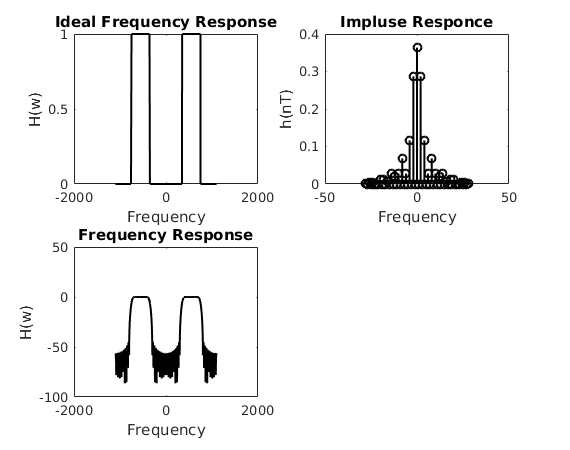 Ideal Frequency Response
1
0.5
0
H(w)
-2000
0
2000
Frequency
Impluse Responce
0.4
0.3
0.2
0.1
0
h(nT)
-50
0
50
Frequency
Frequency Response
50
0
-50
-100
H(w)
-2000
0
2000
Frequency